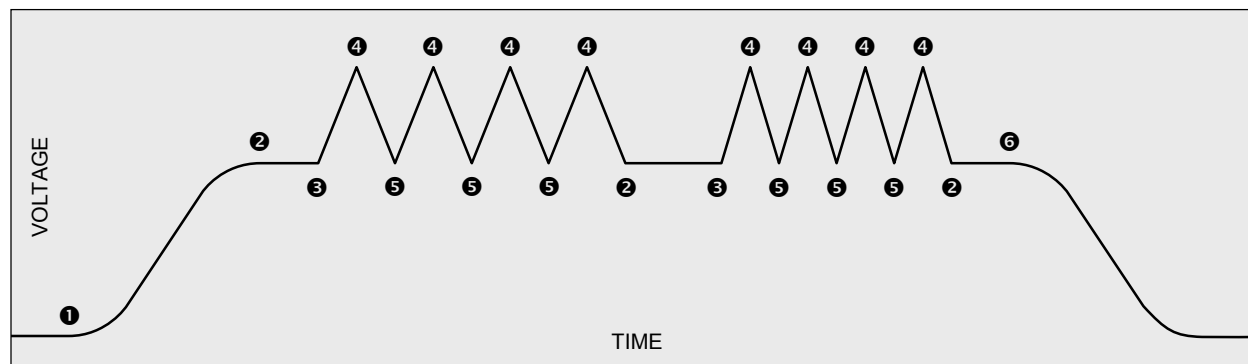 ❹ ❹ ❹ ❹ ❹ ❹ ❹ ❹
❷ ❻
❸ ❺ ❺ ❺ ❷ ❸ ❺ ❺ ❺ ❷
VOLTAGE
❶
TIME